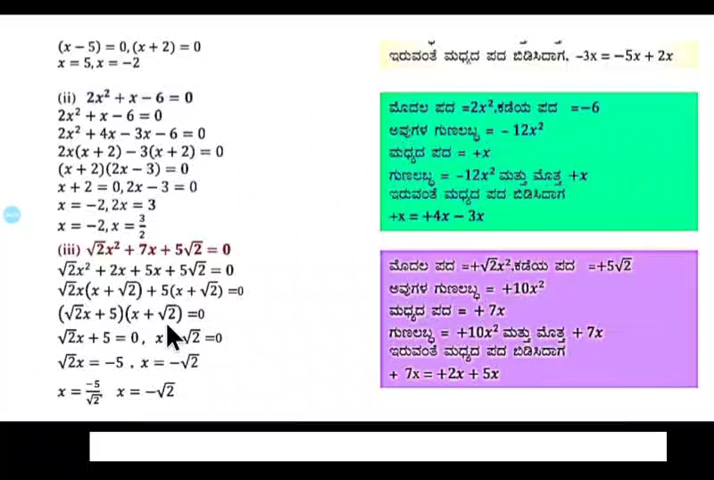 (x − 5) = 0, (x + 2) = 0
x = 5, x = −2
(ii) 2x² + x − 6 = 0
2x² + x − 6 = 0
2x² + 4x − 3x − 6 = 0
2x(x + 2) − 3(x + 2) = 0
(x + 2)(2x − 3) = 0
x + 2 = 0, 2x − 3 = 0
x = −2, 2x = 3
x = −2, x = 3/2
(iii) √2x² + 7x + 5√2 = 0
√2x² + 2x + 5x + 5√2 = 0
√2x(x + √2) + 5(x + √2) =0
(√2x + 5)(x + √2) =0
√2x + 5 = 0, x √2 =0
√2x = −5 , x = −√2
x = −5/√2 x = −√2
ಇರುವಂತೆ ಮಧ್ಯದ ಪದ ಬಿಡಿಸಿದಾಗ, −3x = −5x + 2x
ಮೊದಲ ಪದ =2x²,ಕಡೆಯ ಪದ =−6
ಅವುಗಳ ಗುಣಲಬ್ಧ = − 12x²
ಮಧ್ಯದ ಪದ = +x
ಗುಣಲಬ್ಧ = −12x² ಮತ್ತು ಮೊತ್ತ +x
ಇರುವಂತೆ ಮಧ್ಯದ ಪದ ಬಿಡಿಸಿದಾಗ
+x = +4x − 3x
ಮೊದಲ ಪದ =+√2x²,ಕಡೆಯ ಪದ =+5√2
ಅವುಗಳ ಗುಣಲಬ್ಧ = +10x²
ಮಧ್ಯದ ಪದ = + 7x
ಗುಣಲಬ್ಧ = +10x² ಮತ್ತು ಮೊತ್ತ + 7x
ಇರುವಂತೆ ಮಧ್ಯದ ಪದ ಬಿಡಿಸಿದಾಗ
+ 7x = +2x + 5x